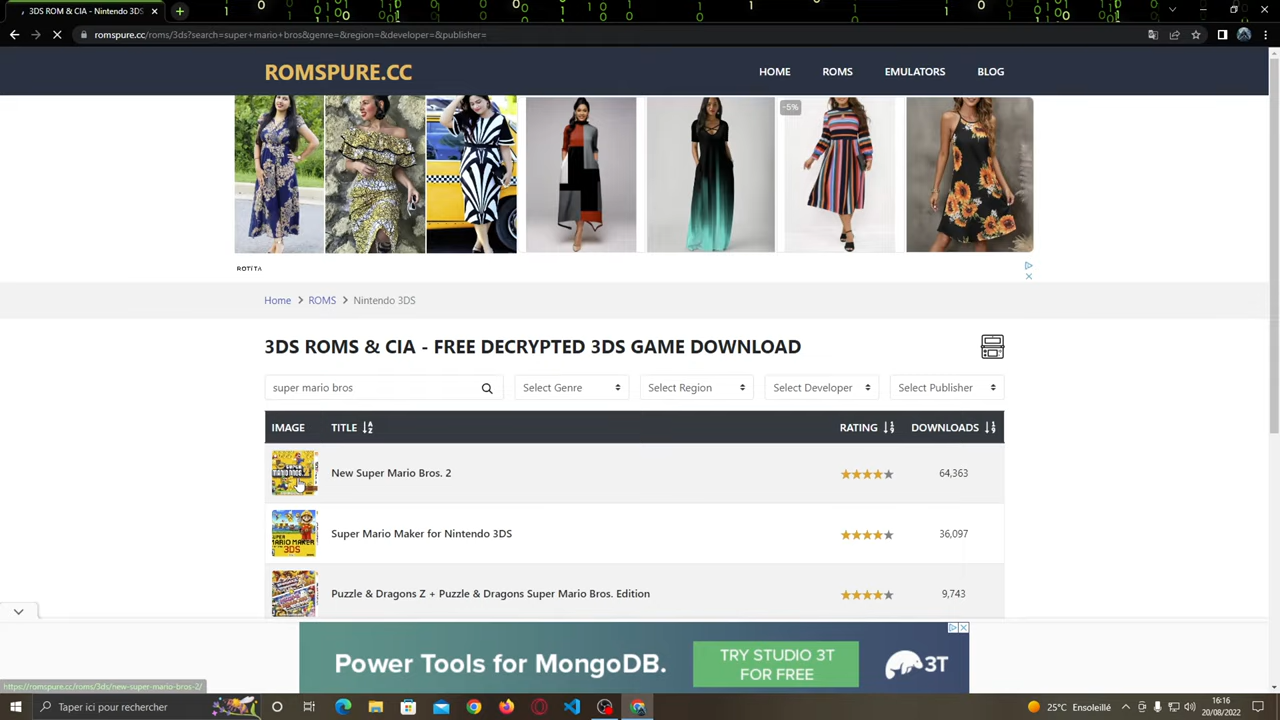 3DS ROM & CIA - Nintendo 3DS
romspure.cc/roms/3ds?search=super+mario+bros&genre=&region=&developer=&publisher=
ROMSPURE.CC
HOME ROMS EMULATORS BLOG
-5%
ROTITA
Home > ROMS > Nintendo 3DS
3DS ROMS & CIA - FREE DECRYPTED 3DS GAME DOWNLOAD
super mario bros Select Genre Select Region Select Developer Select Publisher
IMAGE TITLE RATING DOWNLOADS
New Super Mario Bros. 2 64,363
Super Mario Maker for Nintendo 3DS 36,097
Puzzle & Dragons Z + Puzzle & Dragons Super Mario Bros. Edition 9,743
Power Tools for MongoDB. TRY STUDIO 3T FOR FREE 3T
https://romspure.cc/roms/3ds/new-super-mario-bros-2/
Taper ici pour rechercher 25°C Ensoleillé 16:16
20/08/2022